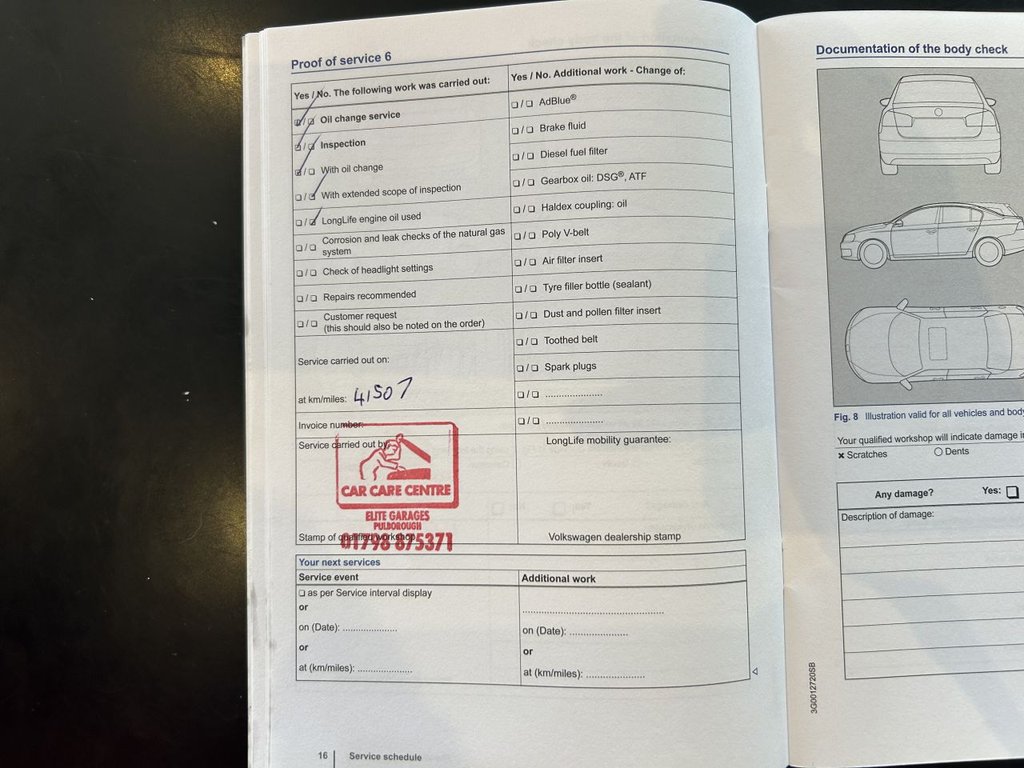 Proof of service 6
Yes / No. The following work was carried out:
❏ / ❏ Oil change service
❏ / ❏ Inspection
❏ / ❏ With oil change
❏ / ❏ With extended scope of inspection
❏ / ❏ LongLife engine oil used
❏ / ❏ Corrosion and leak checks of the natural gas
system
❏ / ❏ Check of headlight settings
❏ / ❏ Repairs recommended
❏ / ❏ Customer request
(this should also be noted on the order)
Service carried out on:
at km/miles: 41507
Invoice number:
Service carried out by:
CAR CARE CENTRE
ELITE GARAGES
PULBOROUGH
01798 875371
Stamp of qualified workshop
Yes / No. Additional work - Change of:
❏ / ❏ AdBlue®
❏ / ❏ Brake fluid
❏ / ❏ Diesel fuel filter
❏ / ❏ Gearbox oil: DSG®, ATF
❏ / ❏ Haldex coupling: oil
❏ / ❏ Poly V-belt
❏ / ❏ Air filter insert
❏ / ❏ Tyre filler bottle (sealant)
❏ / ❏ Dust and pollen filter insert
❏ / ❏ Toothed belt
❏ / ❏ Spark plugs
❏ / ❏ ......................
❏ / ❏ ......................
LongLife mobility guarantee:
Volkswagen dealership stamp
Your next services
Service event
❏ as per Service interval display
or
on (Date): .....................
or
at (km/miles): .....................
Additional work
......................................................
on (Date): .....................
or
at (km/miles): .....................
16 Service schedule
Documentation of the body check
Fig. 8 Illustration valid for all vehicles and body
Your qualified workshop will indicate damage in
✖ Scratches ○ Dents
Any damage? Yes: ❏
Description of damage:
3G0012720SB